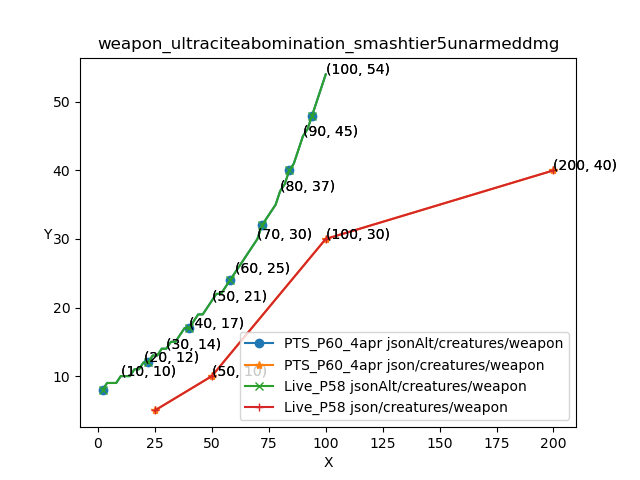 weapon_ultraciteabomination_smashtier5unarmeddmg
(100, 54)
50
(90, 45)
40
(200, 40)
(80, 37)
Y
30
(70, 30)
(100, 30)
(60, 25)
(50, 21)
20
(40, 17)
(30, 14)
(20, 12)
10
(10, 10)
(50, 10)
PTS_P60_4apr jsonAlt/creatures/weapon
PTS_P60_4apr json/creatures/weapon
Live_P58 jsonAlt/creatures/weapon
Live_P58 json/creatures/weapon
0 25 50 75 100 125 150 175 200
X